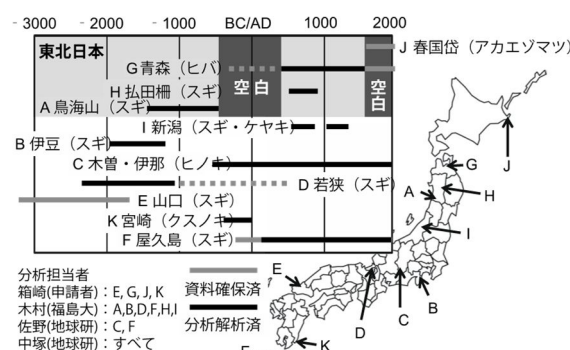 - 3000 - 2000 - 1000 BC/AD 1000 2000
東北日本
J 春国岱（アカエゾマツ）
G 青森（ヒバ）
H 払田柵（スギ）
空白
空白
A 鳥海山（スギ）
I 新潟（スギ・ケヤキ）
B 伊豆（スギ）
C 木曽・伊那（ヒノキ）
D 若狭（スギ）
E 山口（スギ）
K 宮崎（クスノキ）
F 屋久島（スギ）
J
G
A
H
I
E
D
C
B
K
分析担当者
箱崎(申請者)：E, G, J, K
木村(福島大)：A,B,D,F,H,I
佐野(地球研)：C, F
中塚(地球研)：すべて
資料確保済
分析解析済